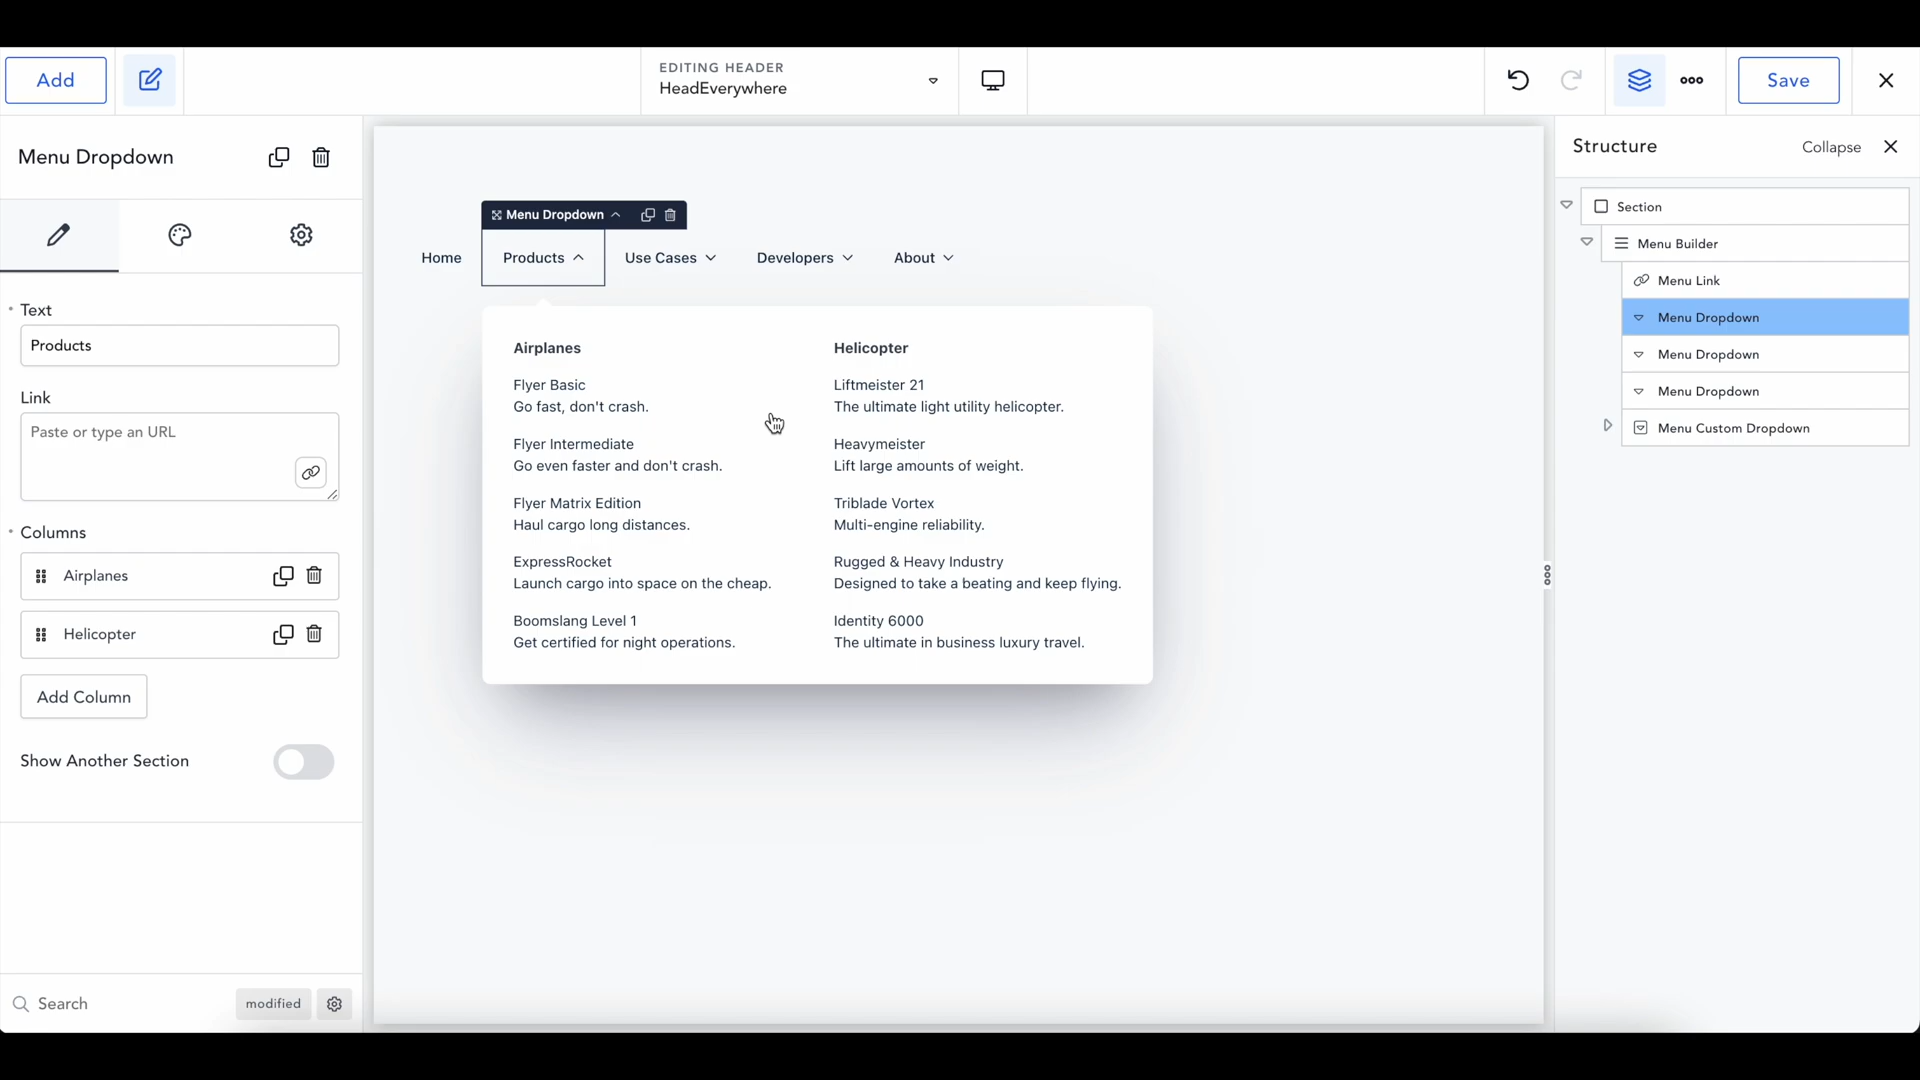 Add
EDITING HEADER
HeadEverywhere
Save
Menu Dropdown
* Text
Products
Link
Paste or type an URL
* Columns
Airplanes
Helicopter
Add Column
Show Another Section
Search
modified
Menu Dropdown
Home
Products
Use Cases
Developers
About
Airplanes
Flyer Basic
Go fast, don't crash.
Flyer Intermediate
Go even faster and don't crash.
Flyer Matrix Edition
Haul cargo long distances.
ExpressRocket
Launch cargo into space on the cheap.
Boomslang Level 1
Get certified for night operations.
Helicopter
Liftmeister 21
The ultimate light utility helicopter.
Heavymeister
Lift large amounts of weight.
Triblade Vortex
Multi-engine reliability.
Rugged & Heavy Industry
Designed to take a beating and keep flying.
Identity 6000
The ultimate in business luxury travel.
Structure
Collapse
Section
Menu Builder
Menu Link
Menu Dropdown
Menu Dropdown
Menu Dropdown
Menu Custom Dropdown